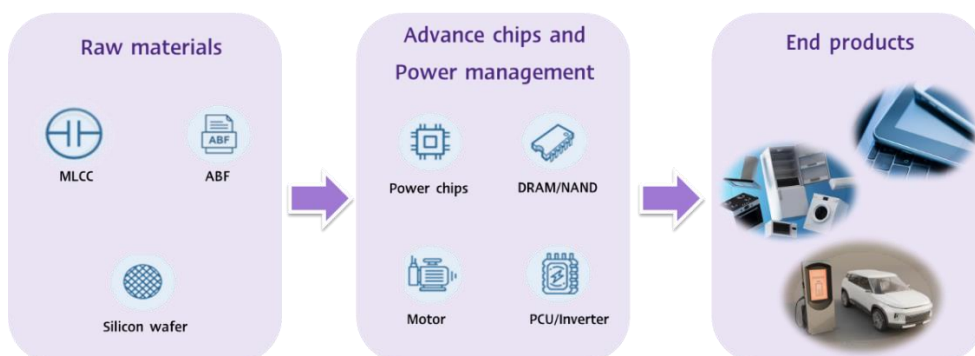 Raw materials
MLCC
ABF
ABF
Silicon wafer
Advance chips and
Power management
Power chips
DRAM/NAND
Motor
PCU/Inverter
End products